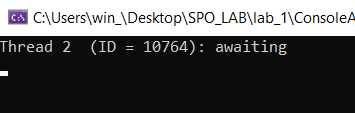 C:\Users\win_\Desktop\SPO_LAB\lab_1\ConsoleA
Thread 2  (ID = 10764): awaiting